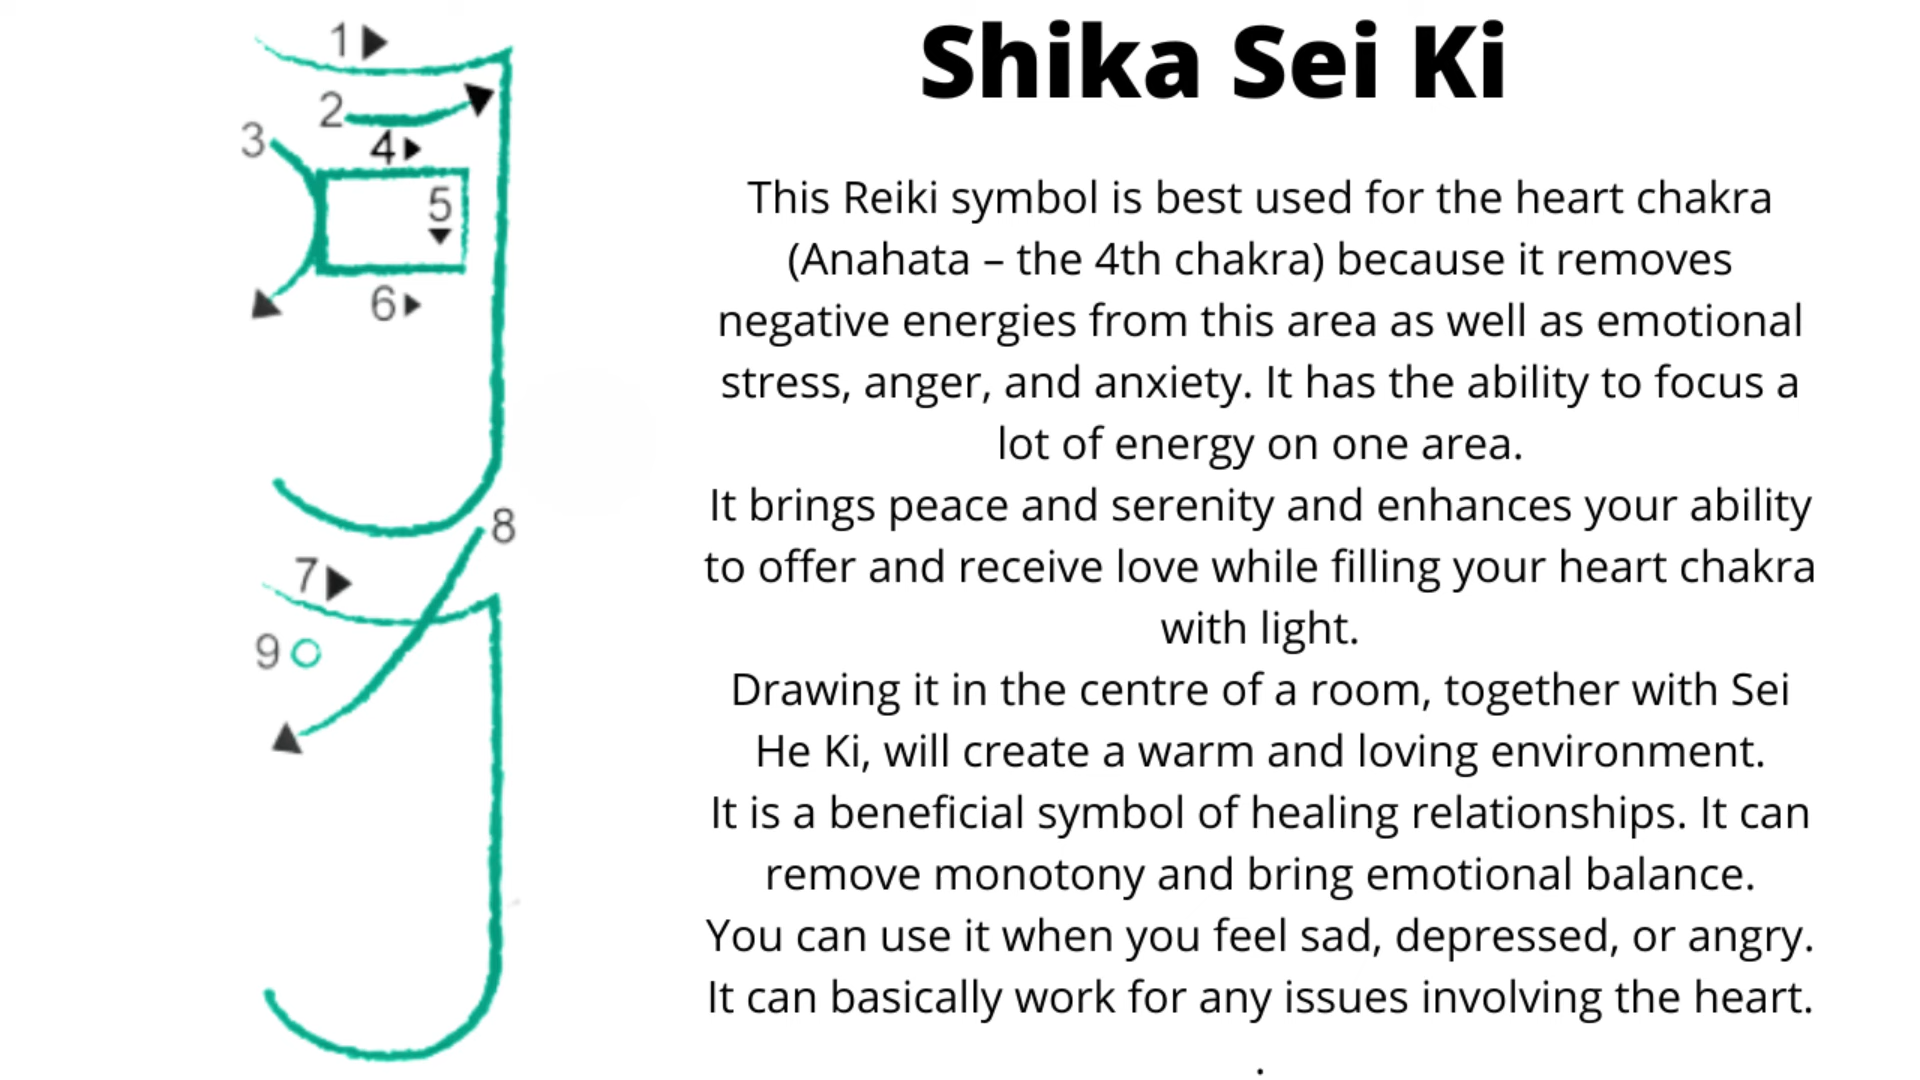 Shika Sei Ki
1
2
3
4
5
6
8
7
9
This Reiki symbol is best used for the heart chakra
(Anahata – the 4th chakra) because it removes
negative energies from this area as well as emotional
stress, anger, and anxiety. It has the ability to focus a
lot of energy on one area.
It brings peace and serenity and enhances your ability
to offer and receive love while filling your heart chakra
with light.
Drawing it in the centre of a room, together with Sei
He Ki, will create a warm and loving environment.
It is a beneficial symbol of healing relationships. It can
remove monotony and bring emotional balance.
You can use it when you feel sad, depressed, or angry.
It can basically work for any issues involving the heart.
.